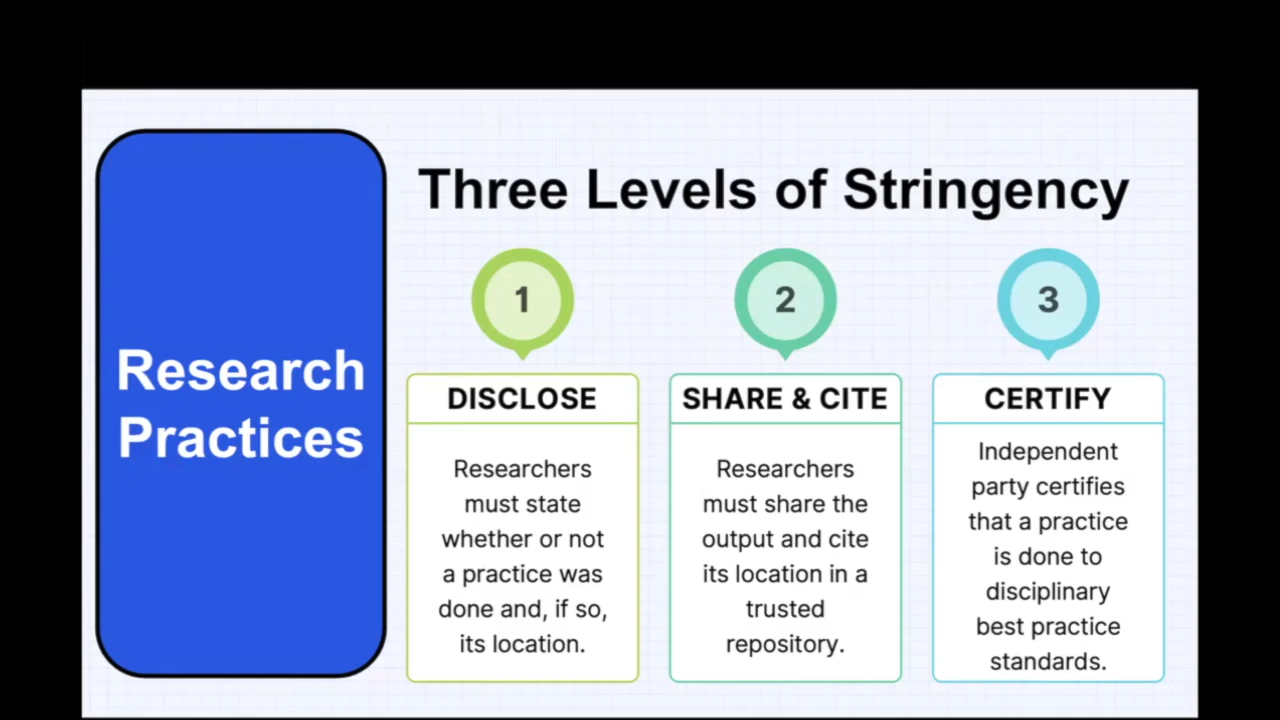 Research
Practices
Three Levels of Stringency
1
DISCLOSE
Researchers
must state
whether or not
a practice was
done and, if so,
its location.
2
SHARE & CITE
Researchers
must share the
output and cite
its location in a
trusted
repository.
3
CERTIFY
Independent
party certifies
that a practice
is done to
disciplinary
best practice
standards.